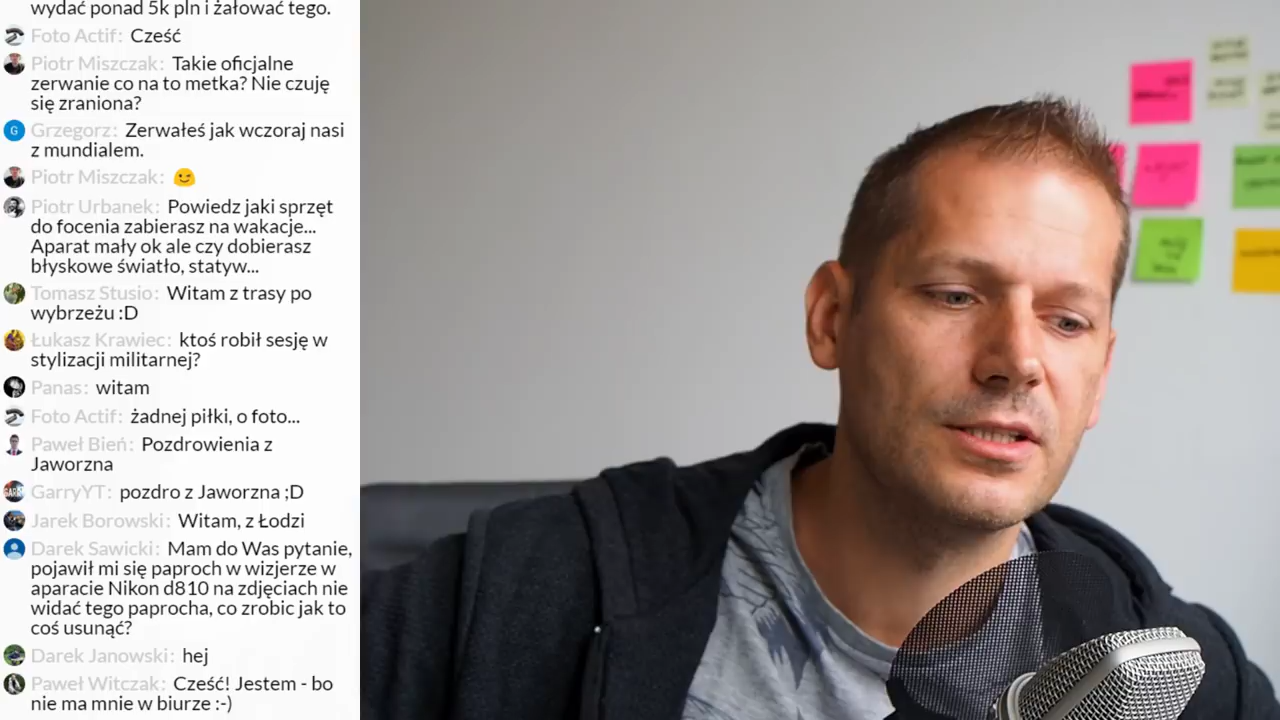 wydać ponad 5k pln i żałować tego.
Foto Actif: Cześć
Piotr Miszczak: Takie oficjalne
zerwanie co na to metka? Nie czuję
się zraniona?
G Grzegorz: Zerwałeś jak wczoraj nasi
z mundialem.
Piotr Miszczak: 😉
Piotr Urbanek: Powiedz jaki sprzęt
do focenia zabierasz na wakacje...
Aparat mały ok ale czy dobierasz
błyskowe światło, statyw...
Tomasz Stusio: Witam z trasy po
wybrzeżu :D
Łukasz Krawiec: ktoś robił sesję w
stylizacji militarnej?
Panas: witam
Foto Actif: żadnej piłki, o foto...
Paweł Bień: Pozdrowienia z
Jaworzna
GarryYT: pozdro z Jaworzna ;D
Jarek Borowski: Witam, z Łodzi
Darek Sawicki: Mam do Was pytanie,
pojawił mi się paproch w wizjerze w
aparacie Nikon d810 na zdjęciach nie
widać tego paprocha, co zrobic jak to
coś usunąć?
Darek Janowski: hej
Paweł Witczak: Cześć! Jestem - bo
nie ma mnie w biurze :-)